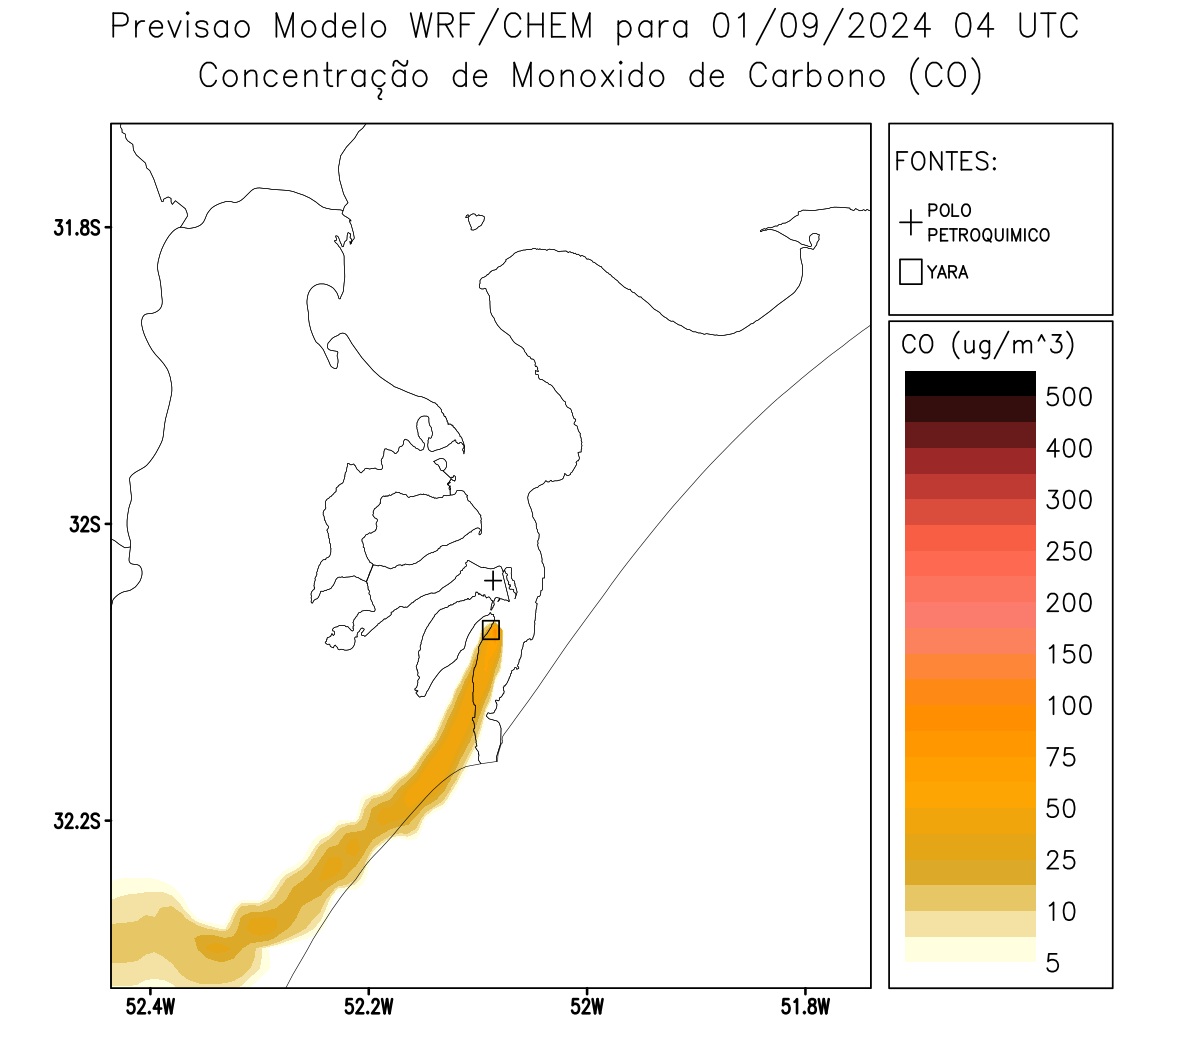 Previsao Modelo WRF/CHEM para 01/09/2024 04 UTC
Concentração de Monoxido de Carbono (CO)
FONTES:
POLO
PETROQUIMICO
YARA
CO (ug/m^3)
500
400
300
250
200
150
100
75
50
25
10
5
31.8S
32S
32.2S
52.4W
52.2W
52W
51.8W